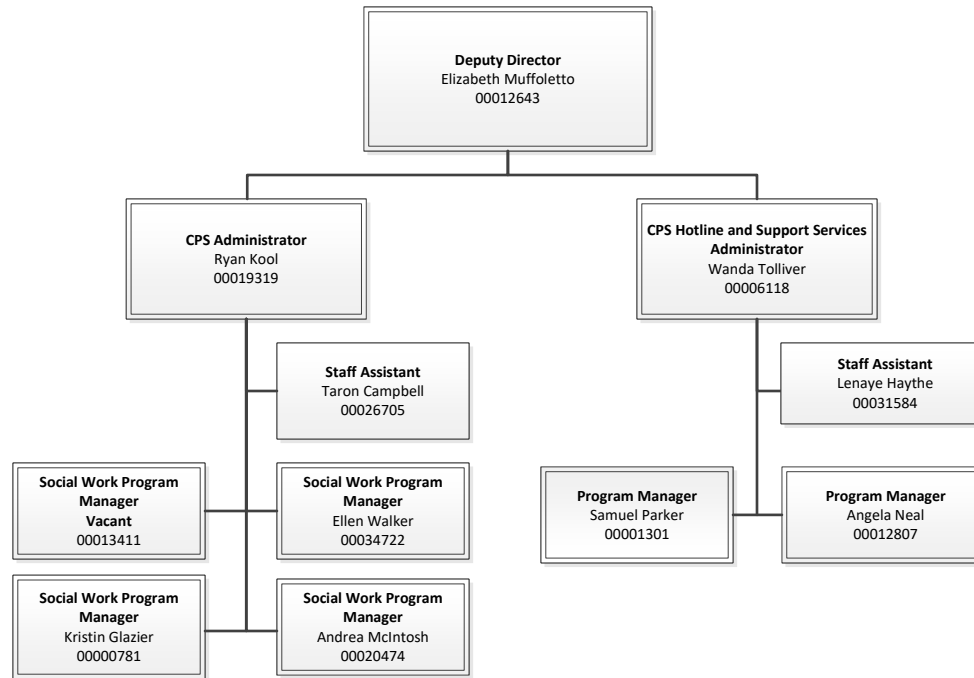 Deputy Director
Elizabeth Muffoletto
00012643
CPS Administrator
Ryan Kool
00019319
CPS Hotline and Support Services
Administrator
Wanda Tolliver
00006118
Staff Assistant
Taron Campbell
00026705
Staff Assistant
Lenaye Haythe
00031584
Social Work Program
Manager
Vacant
00013411
Social Work Program
Manager
Ellen Walker
00034722
Program Manager
Samuel Parker
00001301
Program Manager
Angela Neal
00012807
Social Work Program
Manager
Kristin Glazier
00000781
Social Work Program
Manager
Andrea McIntosh
00020474